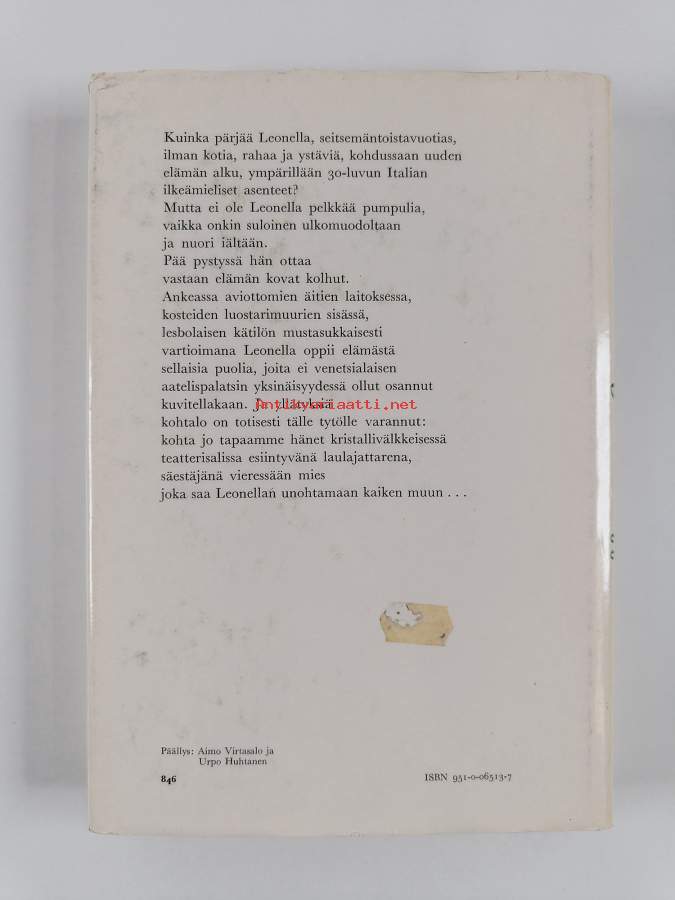 Kuinka pärjää Leonella, seitsemäntoistavuotias,
ilman kotia, rahaa ja ystäviä, kohdussaan uuden
elämän alku, ympärillään 30-luvun Italian
ilkeämieliset asenteet?
Mutta ei ole Leonella pelkkää pumpulia,
vaikka onkin suloinen ulkomuodoltaan
ja nuori iältään.
Pää pystyssä hän ottaa
vastaan elämän kovat kolhut.
Ankeassa aviottomien äitien laitoksessa,
kosteiden luostarimuurien sisässä,
lesbolaisen kätilön mustasukkaisesti
vartioimana Leonella oppii elämästä
sellaisia puolia, joita ei venetsialaisen
aatelispalatsin yksinäisyydessä ollut osannut
kuvitellakaan. Ja yllätyksiä
Antikvariaatti.net
kohtalo on totisesti tälle tytölle varannut:
kohta jo tapaamme hänet kristallivälkkeisessä
teatterisalissa esiintyvänä laulajattarena,
säestäjänä vieressään mies
joka saa Leonellan unohtamaan kaiken muun . . .
Päällys: Aimo Virtasalo ja
Urpo Huhtanen
846
ISBN 951-0-06513-7